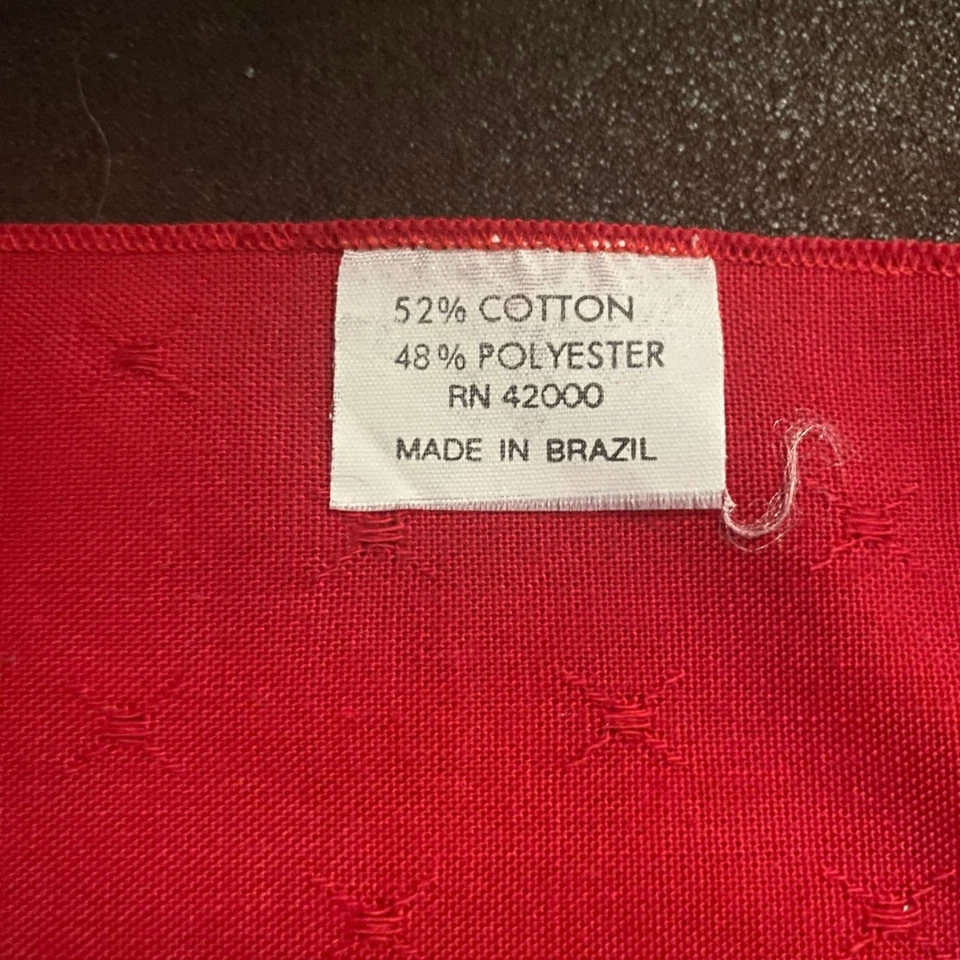 52% COTTON
48% POLYESTER
RN 42000
MADE IN BRAZIL